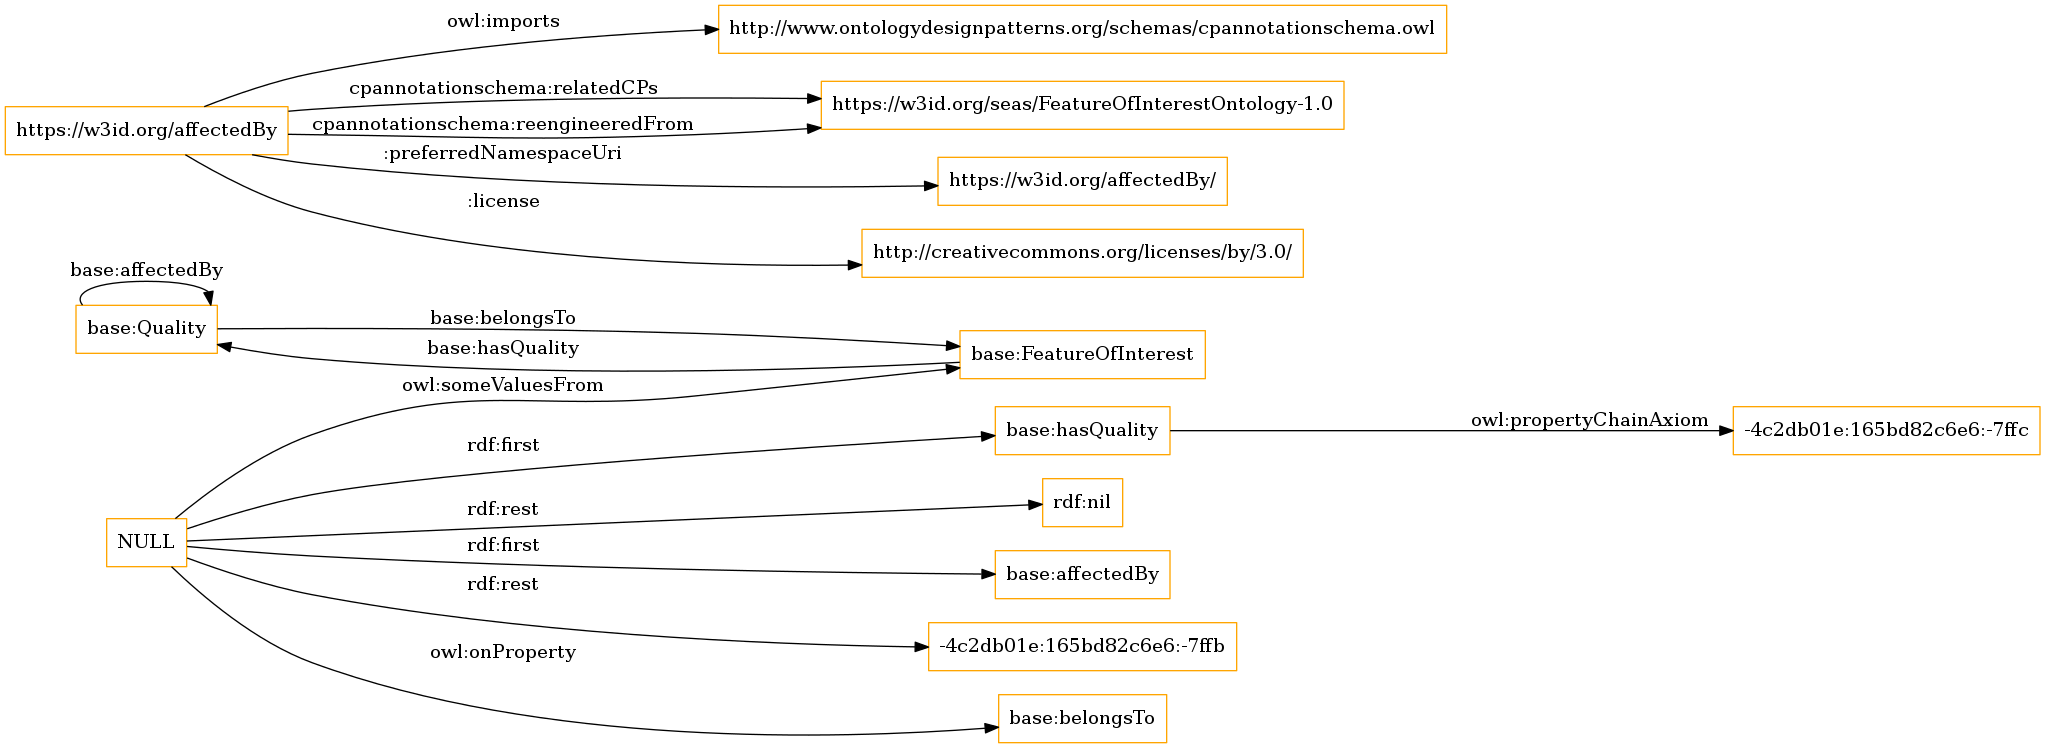 owl:imports
http://www.ontologydesignpatterns.org/schemas/cpannotationschema.owl
cpannotationschema:relatedCPs
https://w3id.org/seas/FeatureOfInterestOntology-1.0
https://w3id.org/affectedBy
cpannotationschema:reengineeredFrom
:preferredNamespaceUri
https://w3id.org/affectedBy/
:license
http://creativecommons.org/licenses/by/3.0/
base:affectedBy
base:Quality
base:belongsTo
base:hasQuality
base:FeatureOfInterest
owl:someValuesFrom
rdf:first
base:hasQuality
owl:propertyChainAxiom
-4c2db01e:165bd82c6e6:-7ffc
rdf:rest
rdf:nil
NULL
rdf:first
base:affectedBy
rdf:rest
-4c2db01e:165bd82c6e6:-7ffb
owl:onProperty
base:belongsTo